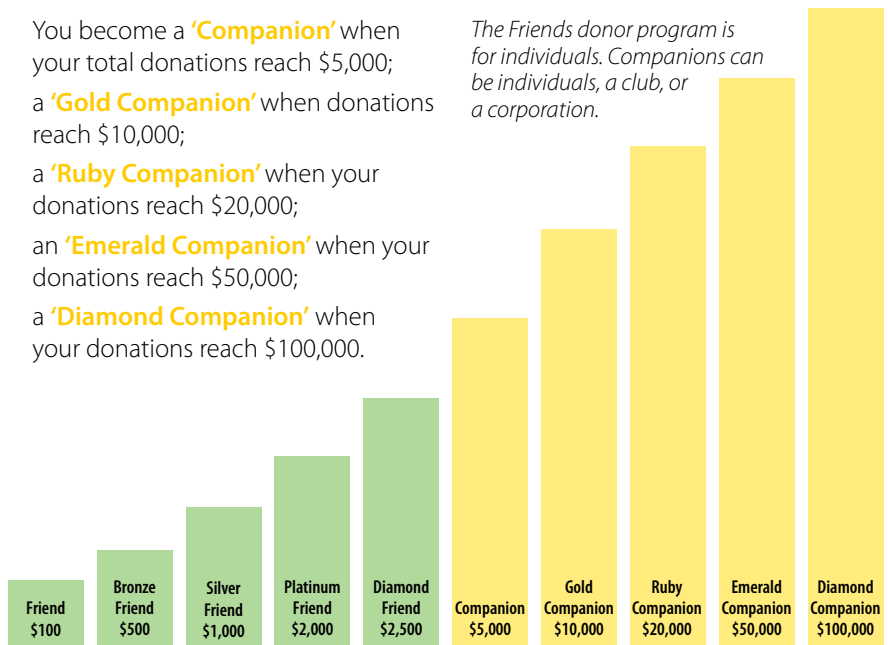 You become a 'Companion' when
your total donations reach $5,000;
a 'Gold Companion' when donations
reach $10,000;
a 'Ruby Companion' when your
donations reach $20,000;
an 'Emerald Companion' when your
donations reach $50,000;
a 'Diamond Companion' when
your donations reach $100,000.
The Friends donor program is
for individuals. Companions can
be individuals, a club, or
a corporation.
Friend
$100
Bronze
Friend
$500
Silver
Friend
$1,000
Platinum
Friend
$2,000
Diamond
Friend
$2,500
Companion
$5,000
Gold
Companion
$10,000
Ruby
Companion
$20,000
Emerald
Companion
$50,000
Diamond
Companion
$100,000